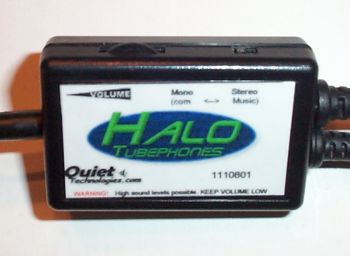 VOLUME
Mono Stereo
(com <-> Music)
HALO
TUBEPHONES
Quiet
Technologies.com
1110801
WARNING! High sound levels possible. KEEP VOLUME LOW